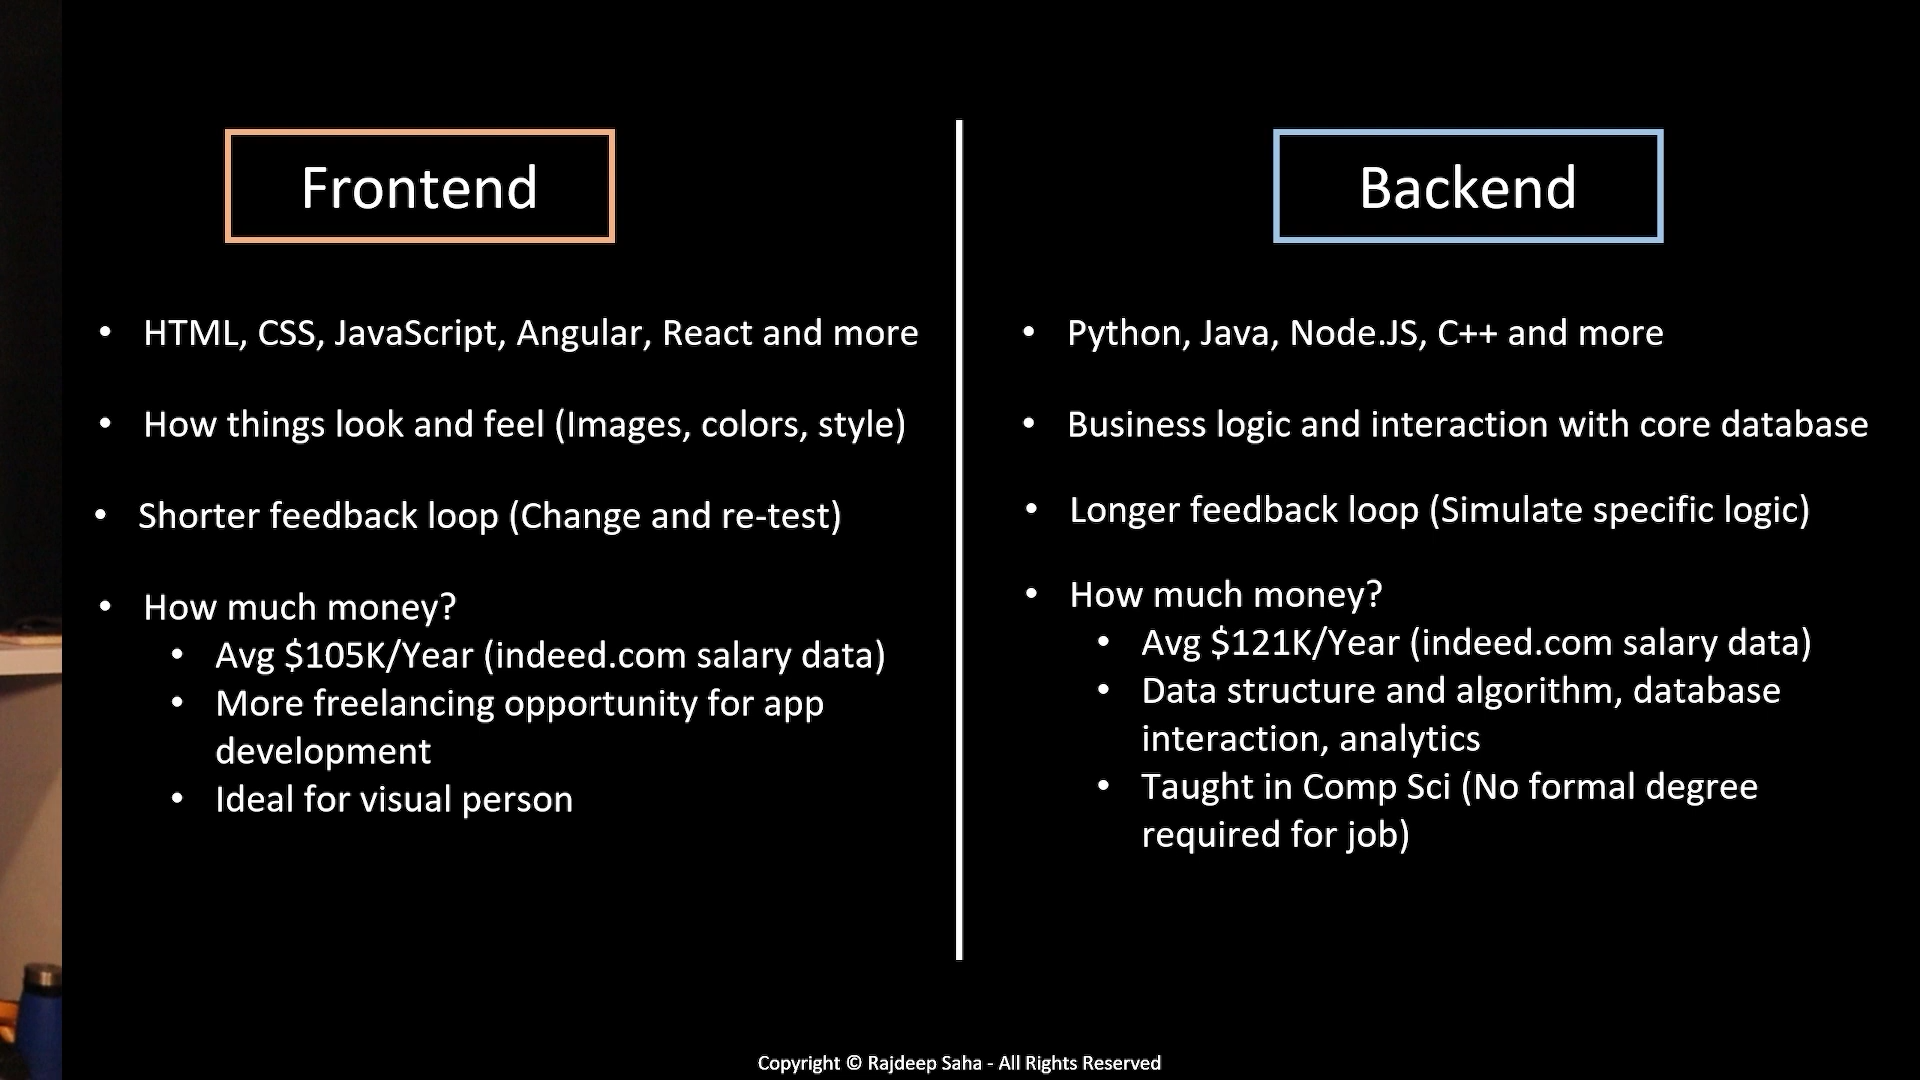 Frontend
• HTML, CSS, JavaScript, Angular, React and more
• How things look and feel (Images, colors, style)
• Shorter feedback loop (Change and re-test)
• How much money?
• Avg $105K/Year (indeed.com salary data)
• More freelancing opportunity for app
development
• Ideal for visual person
Backend
• Python, Java, Node.JS, C++ and more
• Business logic and interaction with core database
• Longer feedback loop (Simulate specific logic)
• How much money?
• Avg $121K/Year (indeed.com salary data)
• Data structure and algorithm, database
interaction, analytics
• Taught in Comp Sci (No formal degree
required for job)
Copyright © Rajdeep Saha - All Rights Reserved